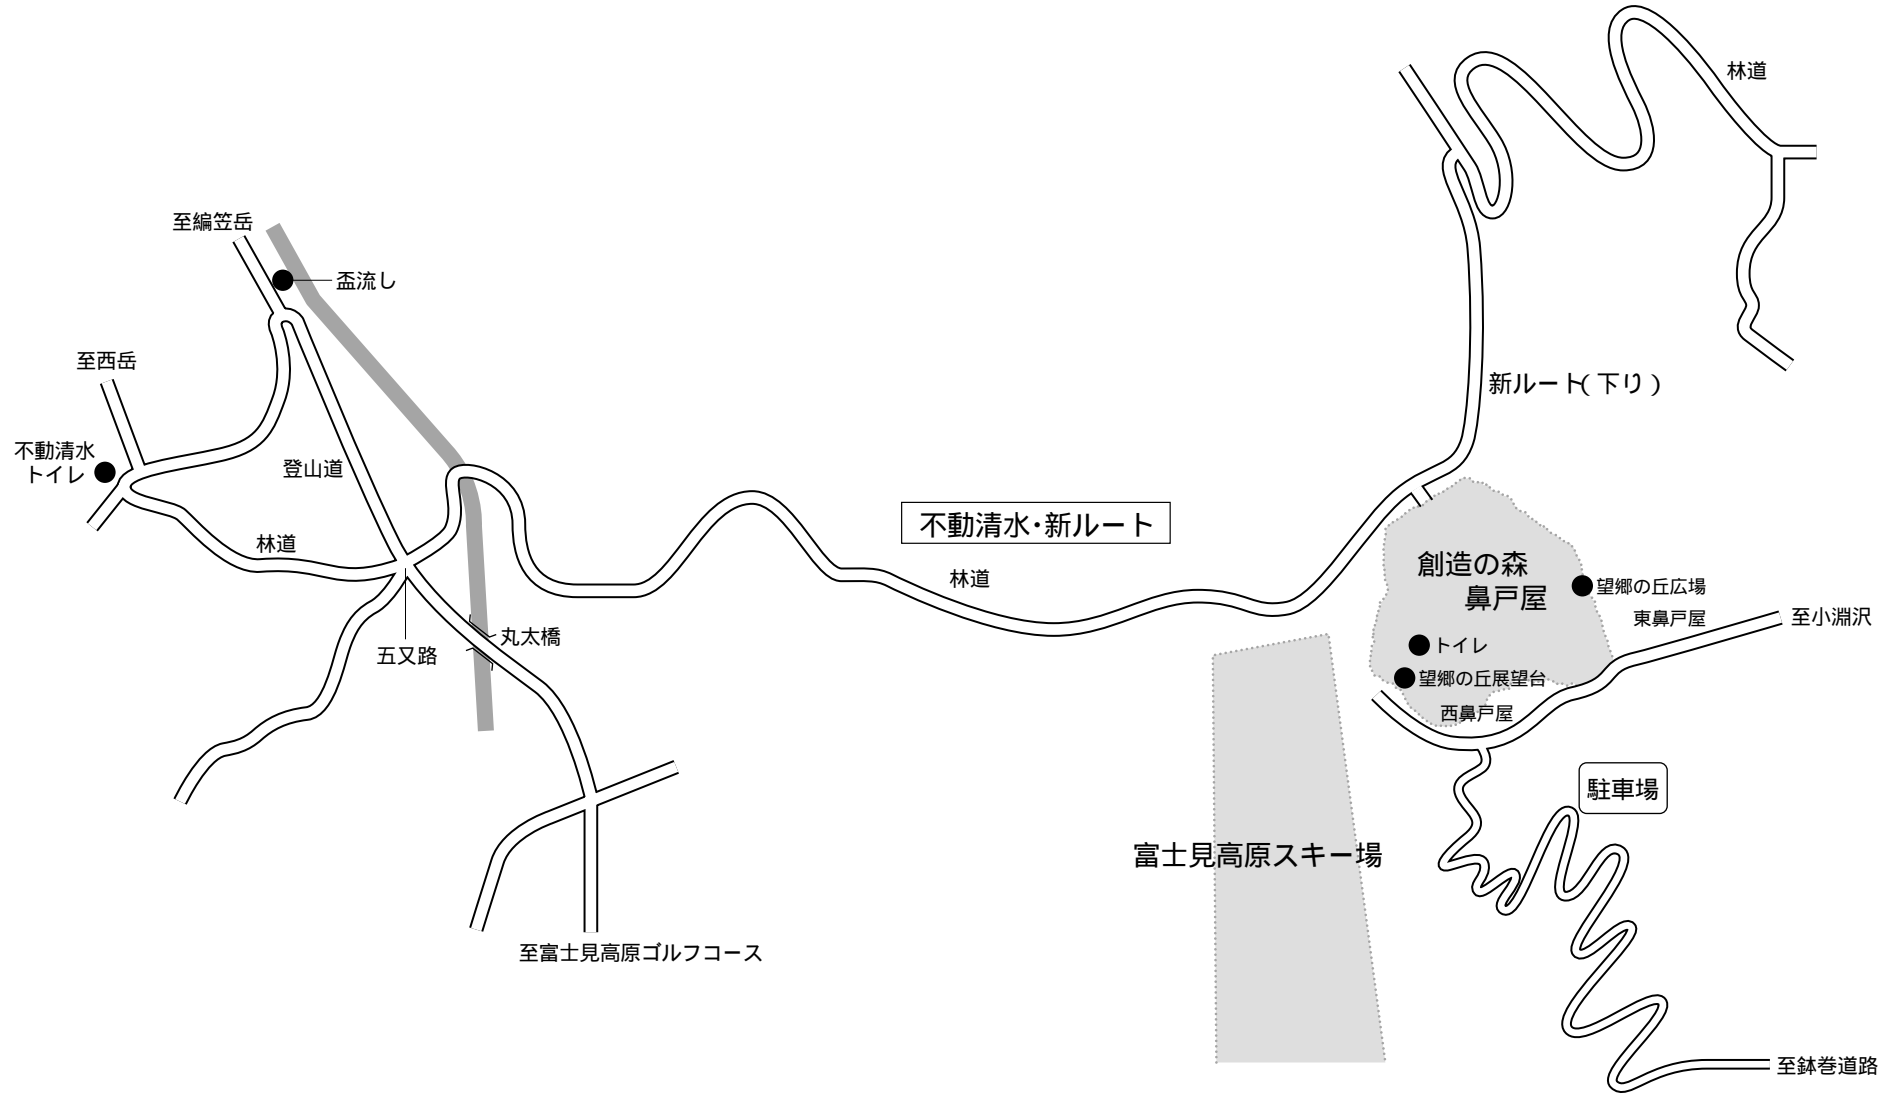 林道
至編笠岳
盃流し
至西岳
新ルート(下り)
不動清水
トイレ
登山道
不動清水・新ルート
林道
林道
創造の森
鼻戸屋
望郷の丘広場
東鼻戸屋
至小淵沢
丸太橋
五又路
トイレ
望郷の丘展望台
西鼻戸屋
駐車場
富士見高原スキー場
至富士見高原ゴルフコース
至鉢巻道路